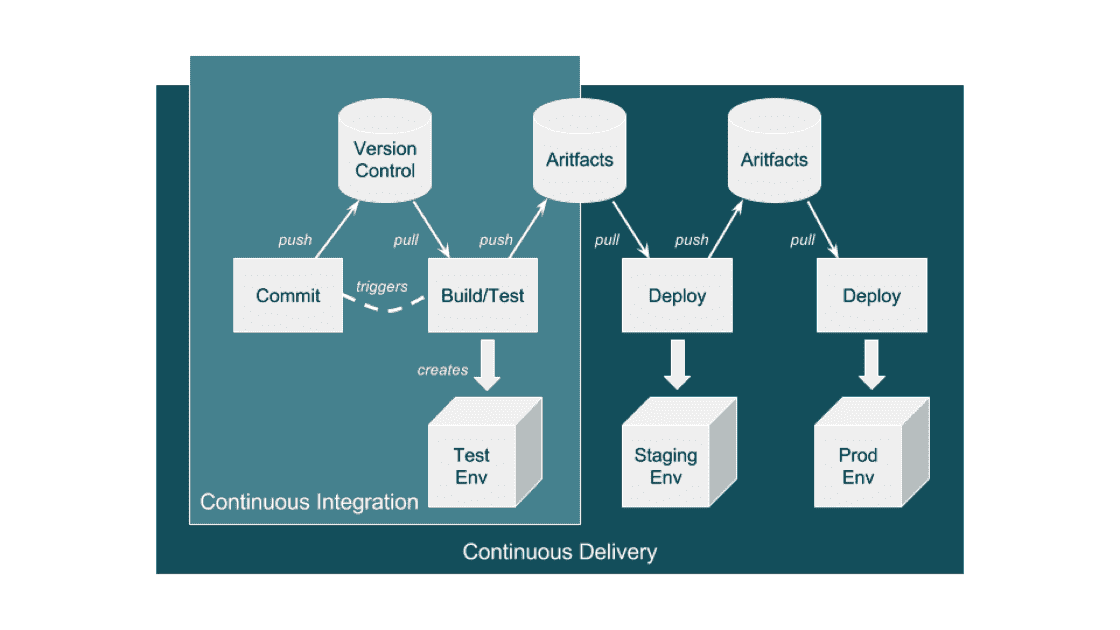 Version
Control
Aritfacts
Aritfacts
push
pull
push
pull
push
pull
Commit
triggers
Build/Test
Deploy
Deploy
creates
Test
Env
Staging
Env
Prod
Env
Continuous Integration
Continuous Delivery